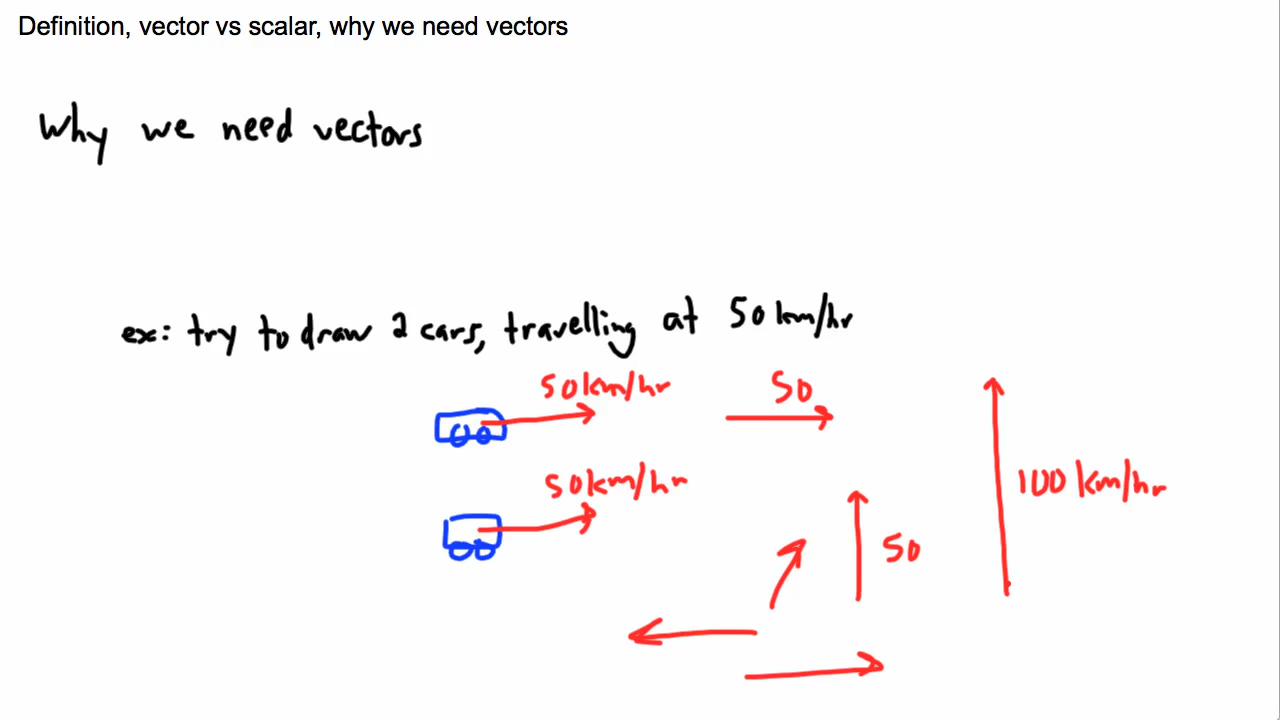 Definition, vector vs scalar, why we need vectors
Why we need vectors
ex: try to draw 2 cars, travelling at 50 km/hr
50km/hr
50
50km/hr
100 km/hr
50